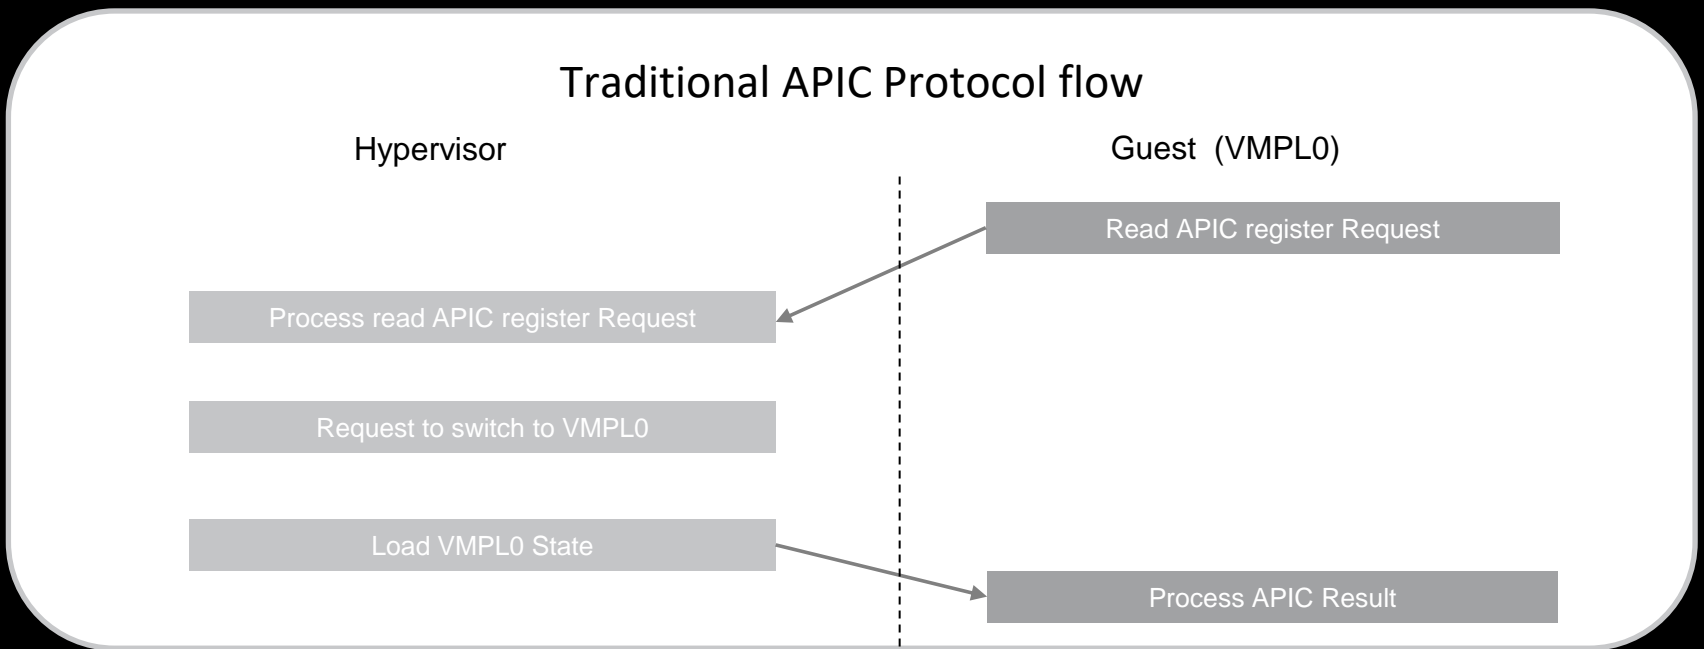 Traditional APIC Protocol flow
Hypervisor
Guest (VMPL0)
Read APIC register Request
Process read APIC register Request
Request to switch to VMPL0
Load VMPL0 State
Process APIC Result